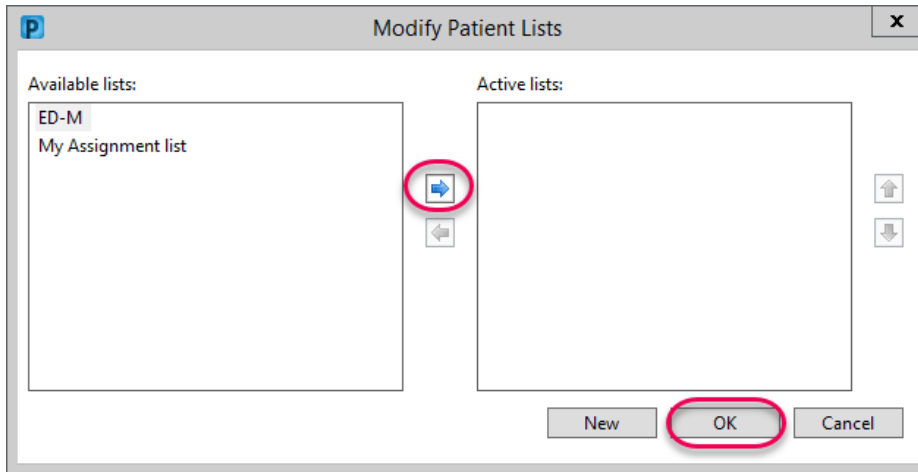 P
Modify Patient Lists
x
Available lists:
Active lists:
ED-M
My Assignment list
New
OK
Cancel